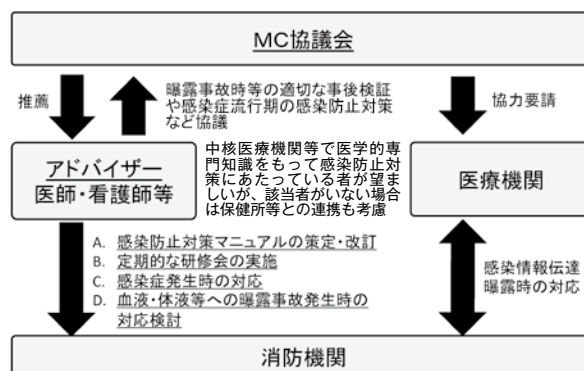 MC協議会
推薦
曝露事故時等の適切な事後検証
や感染症流行期の感染防止対策
など協議
協力要請
アドバイザー
医師・看護師等
中核医療機関等で医学的専
門知識をもって感染防止対
策にあたっている者が望ま
しいが、該当者がいない場合
は保健所等との連携も考慮
医療機関
A. 感染防止対策マニュアルの策定・改訂
B. 定期的な研修会の実施
C. 感染症発生時の対応
D. 血液・体液等への曝露事故発生時の
対応検討
感染情報伝達
曝露時の対応
消防機関